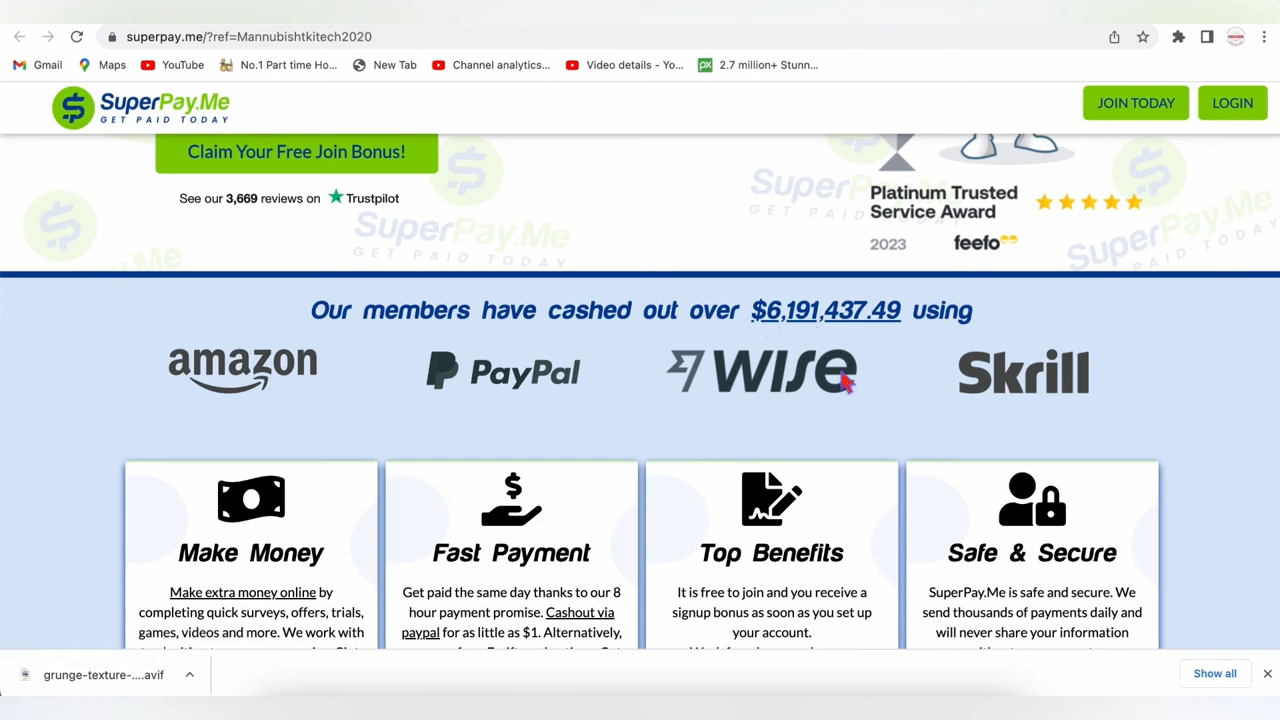 superpay.me/?ref=Mannubishtkitech2020
Gmail Maps YouTube No.1 Part time Ho... New Tab Channel analytics... Video details - Yo... 2.7 million+ Stunn...
SuperPay.Me
GET PAID TODAY
JOIN TODAY
LOGIN
Claim Your Free Join Bonus!
See our 3,669 reviews on Trustpilot
Platinum Trusted
Service Award
2023 feefo
SuperPay.Me
GET PAID TODAY
Our members have cashed out over $6,191,437.49 using
amazon PayPal WISE Skrill
Make Money
Make extra money online by
completing quick surveys, offers, trials,
games, videos and more. We work with
Fast Payment
Get paid the same day thanks to our 8
hour payment promise. Cashout via
paypal for as little as $1. Alternatively,
Top Benefits
It is free to join and you receive a
signup bonus as soon as you set up
your account.
Safe & Secure
SuperPay.Me is safe and secure. We
send thousands of payments daily and
will never share your information
grunge-texture-....avif
Show all